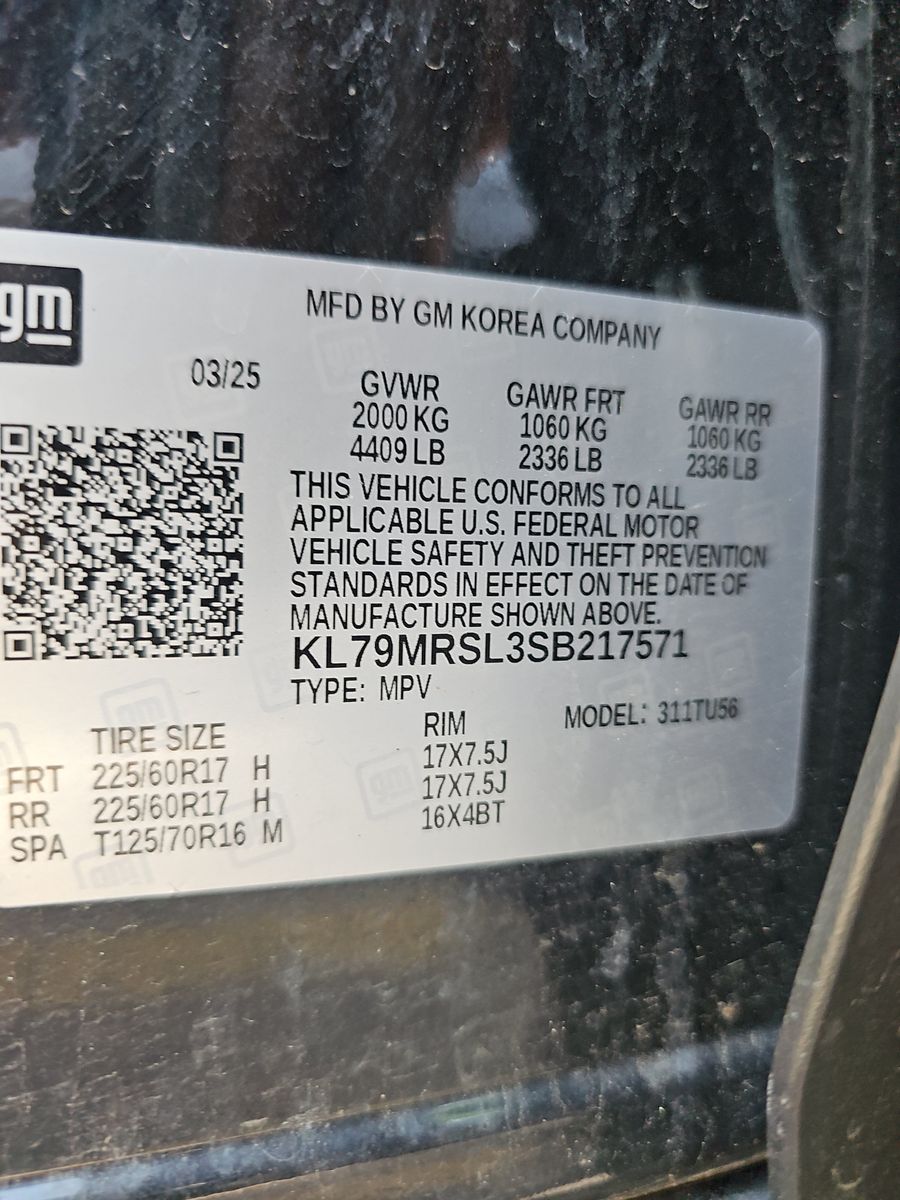 gm
MFD BY GM KOREA COMPANY
03/25
GVWR GAWR FRT GAWR RR
2000 KG 1060 KG 1060 KG
4409 LB 2336 LB 2336 LB
THIS VEHICLE CONFORMS TO ALL
APPLICABLE U.S. FEDERAL MOTOR
VEHICLE SAFETY AND THEFT PREVENTION
STANDARDS IN EFFECT ON THE DATE OF
MANUFACTURE SHOWN ABOVE.
KL79MRSL3SB217571
TYPE: MPV MODEL: 311TU56
TIRE SIZE RIM
FRT 225/60R17 H 17X7.5J
RR 225/60R17 H 17X7.5J
SPA T125/70R16 M 16X4BT